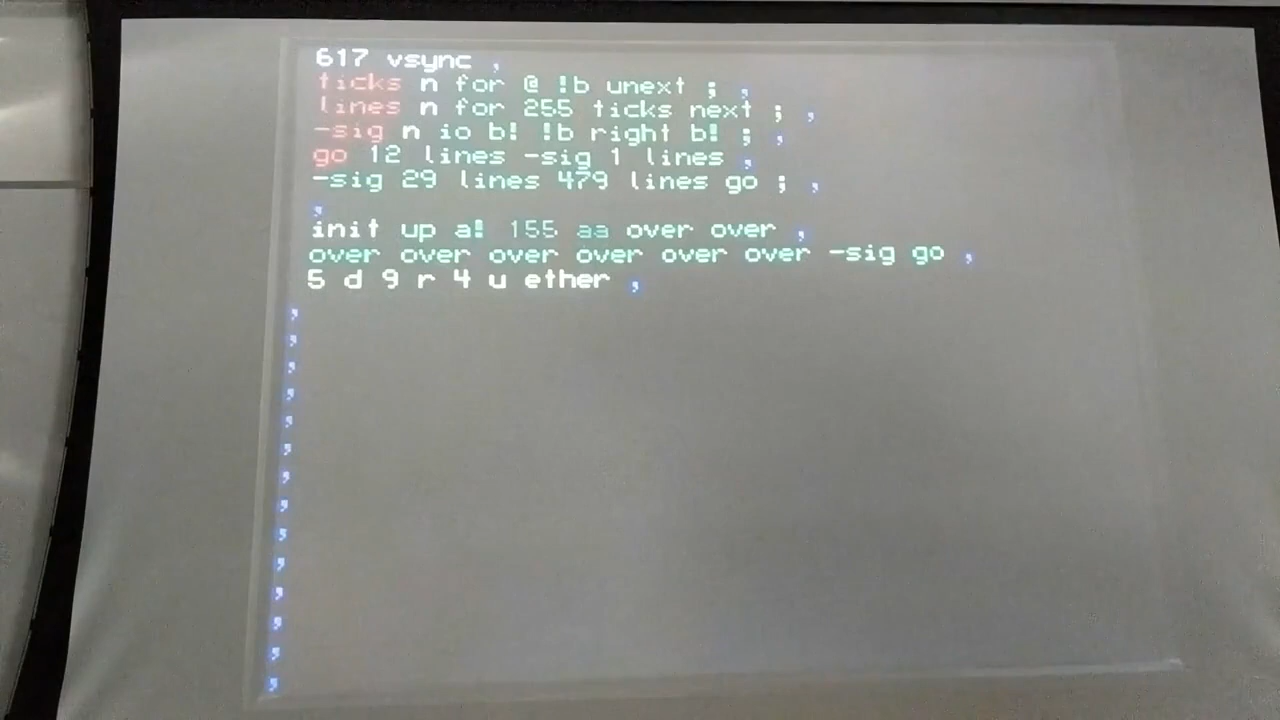 617 vsync ,
ticks n for @ !b unext ; ,
lines n for 255 ticks next ; ,
-sig n io b! !b right b! ; ,
go 12 lines -sig 1 lines ,
-sig 29 lines 479 lines go ; ,
,
init up a! 155 aa over over ,
over over over over over over -sig go ,
5 d 9 r 4 u ether ,
,
,
,
,
,
,
,
,
,
,
,
,
,
,